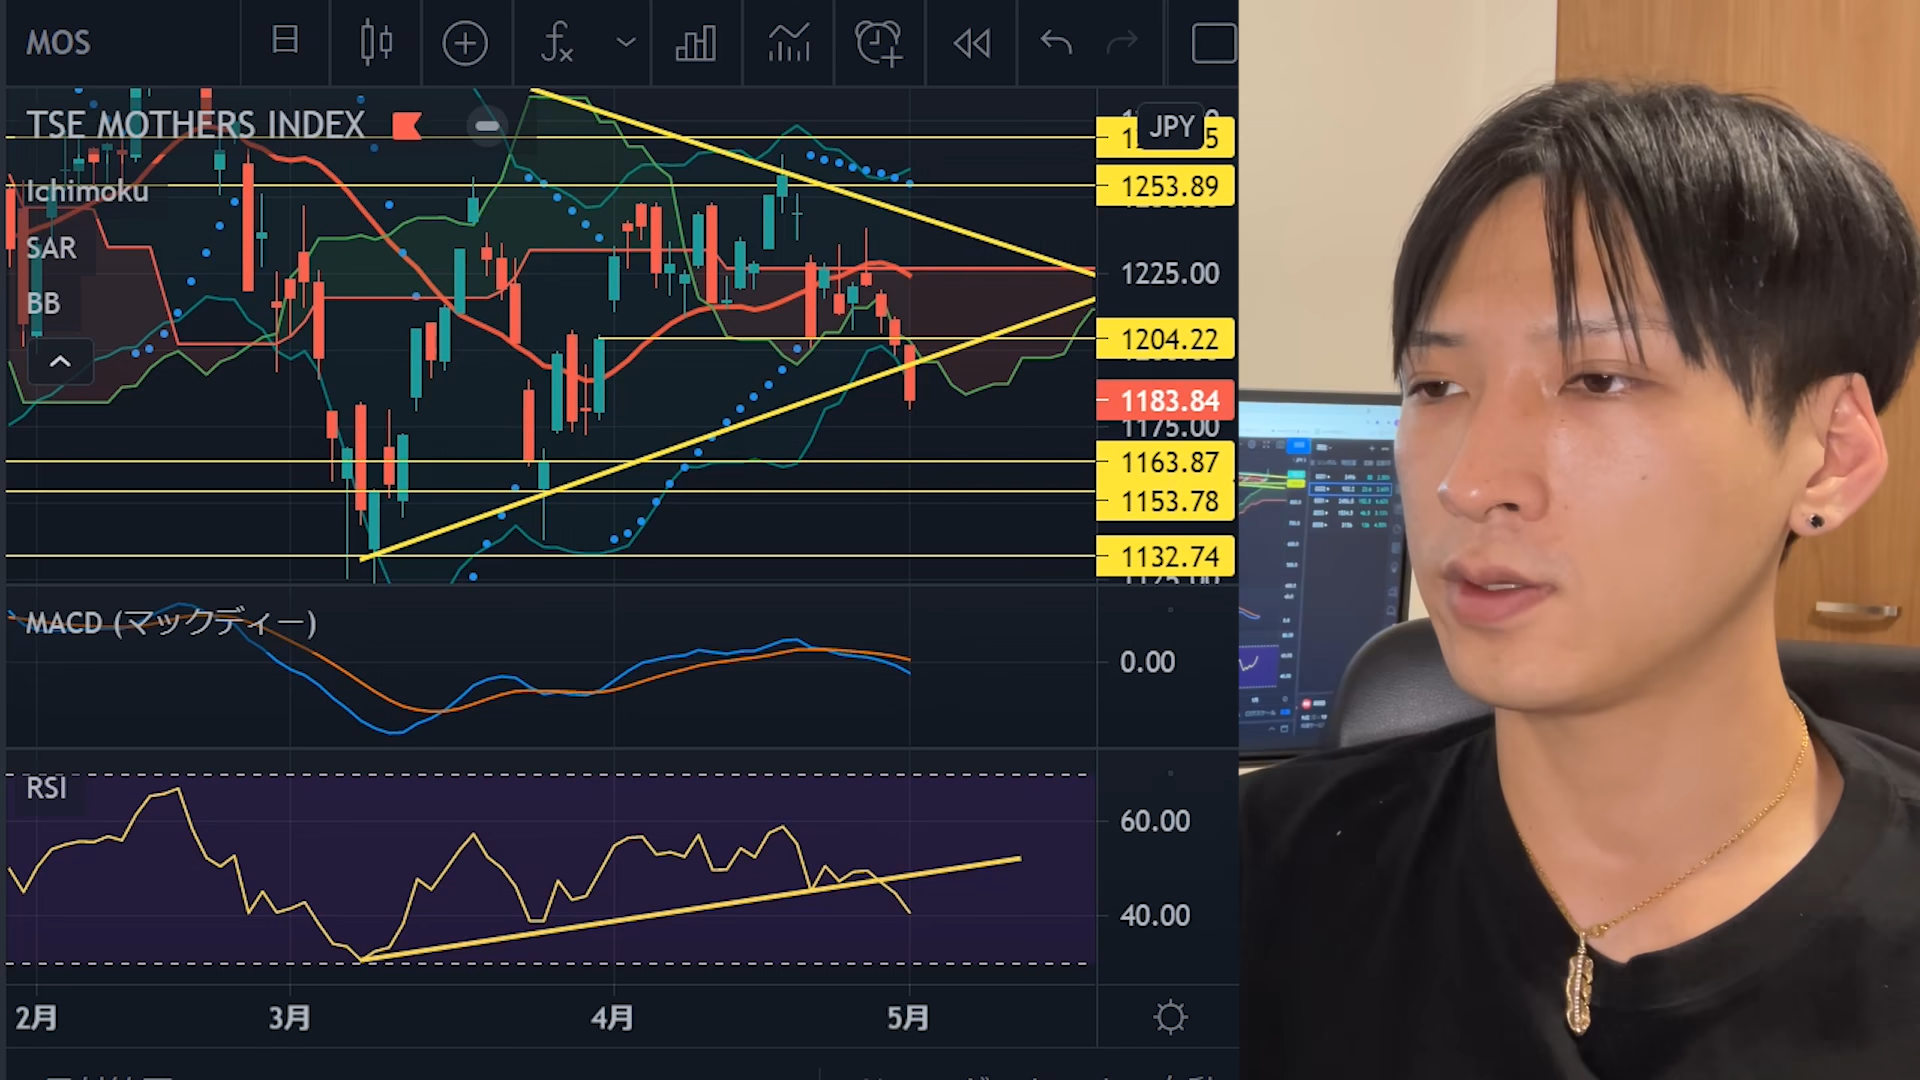 MOS
TSE MOTHERS INDEX
JPY
Ichimoku
1253.89
SAR
BB
1225.00
1204.22
1183.84
1175.00
1163.87
1153.78
1132.74
MACD (マックディー)
0.00
RSI
60.00
40.00
2月
3月
4月
5月